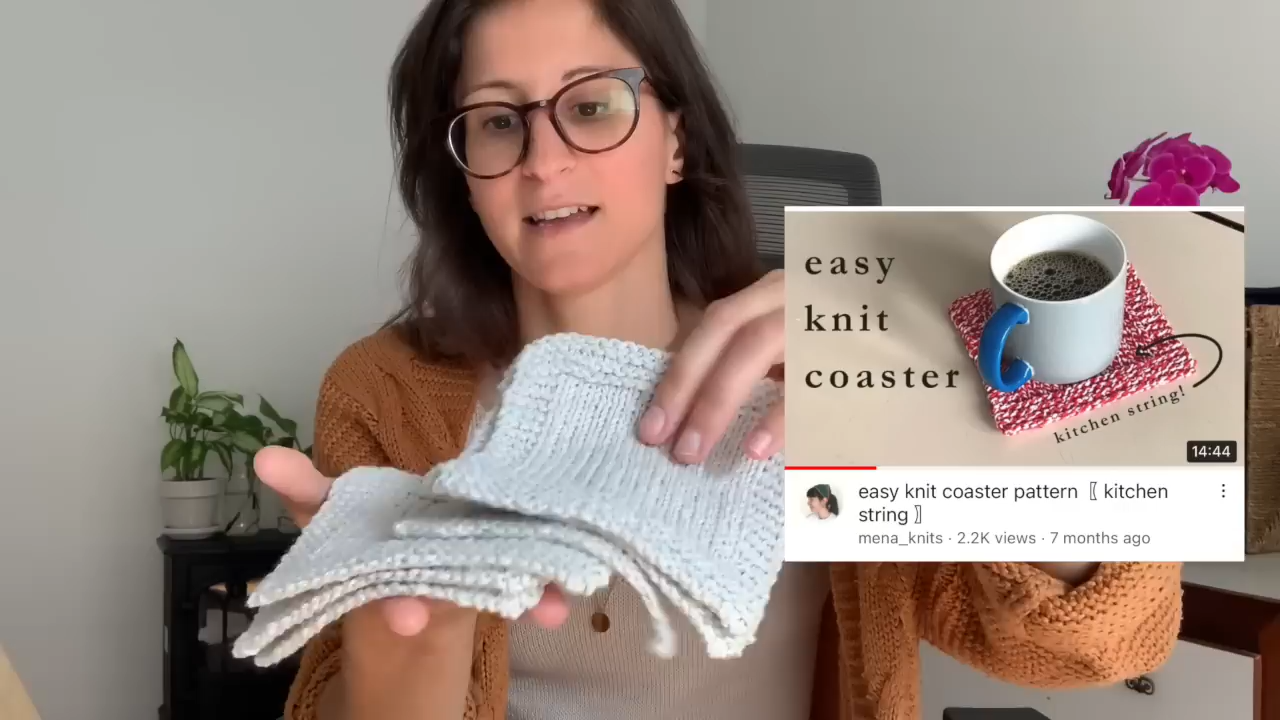 easy
knit
coaster
kitchen string!
14:44
easy knit coaster pattern〖 kitchen
string 〗
mena_knits · 2.2K views · 7 months ago